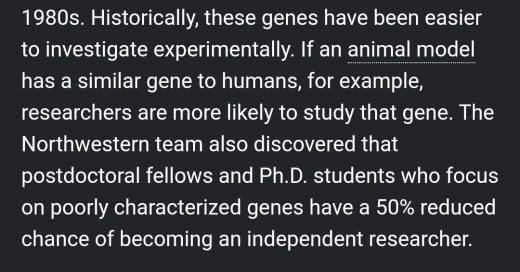 1980s. Historically, these genes have been easier
to investigate experimentally. If an animal model
has a similar gene to humans, for example,
researchers are more likely to study that gene. The
Northwestern team also discovered that
postdoctoral fellows and Ph.D. students who focus
on poorly characterized genes have a 50% reduced
chance of becoming an independent researcher.